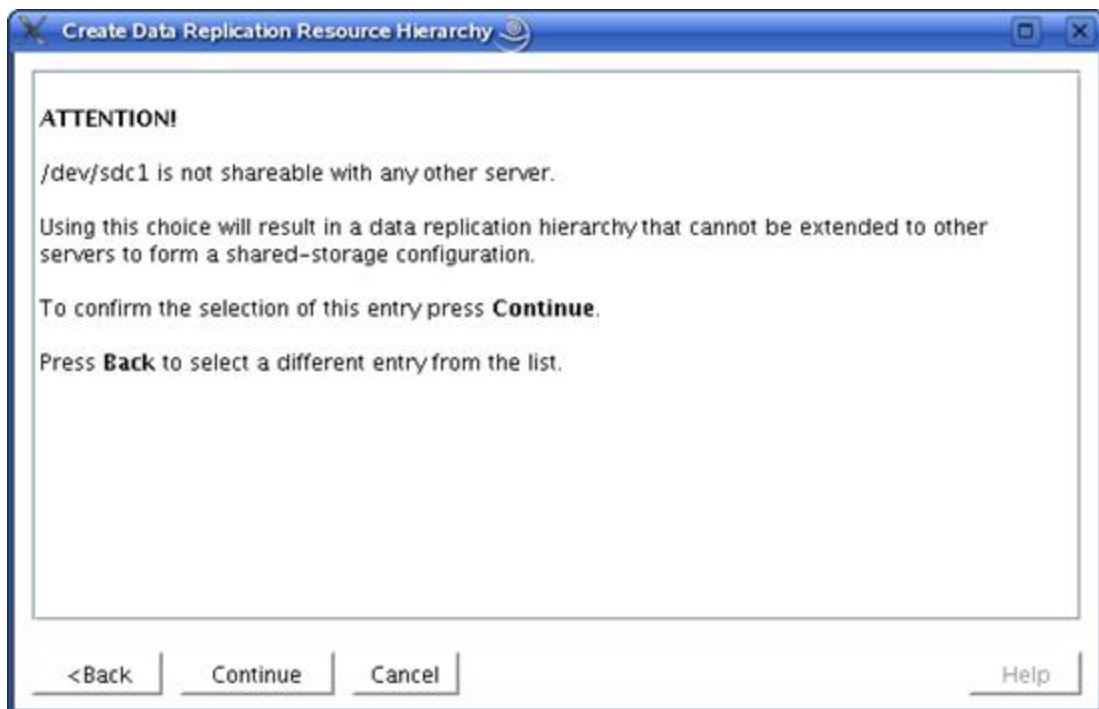 Create Data Replication Resource Hierarchy
ATTENTION!
/dev/sdc1 is not shareable with any other server.
Using this choice will result in a data replication hierarchy that cannot be extended to other
servers to form a shared-storage configuration.
To confirm the selection of this entry press Continue.
Press Back to select a different entry from the list.
<Back Continue Cancel Help